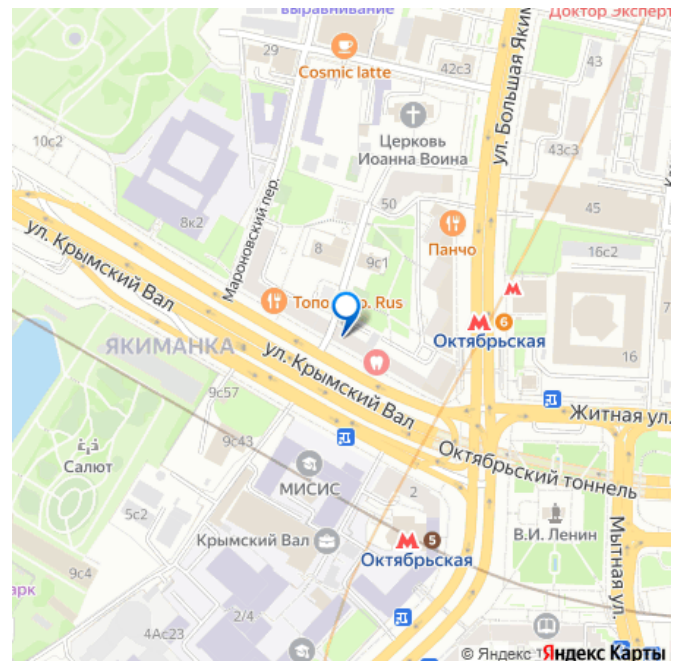 выравнивание
Доктор Эксперт
29
Cosmic latte
42с3
43
ул. Большая Якиманка
10с2
Церковь
Иоанна Воина
43с3
Мароновский пер.
50
45
8к2
ул. Крымский Вал
8
9с1
Панчо
16с2
Октябрьская
6
16
ЯКИМАНКА
ул. Крымский Вал
9с57
Житная ул.
9с43
Октябрьский тоннель
Салют
МИСИС
2
5с2
Крымский Вал
5
Октябрьская
В.И. Ленин
Мытная ул.
9с4
2/4
4Ас23
© Яндекс
Яндекс Карты